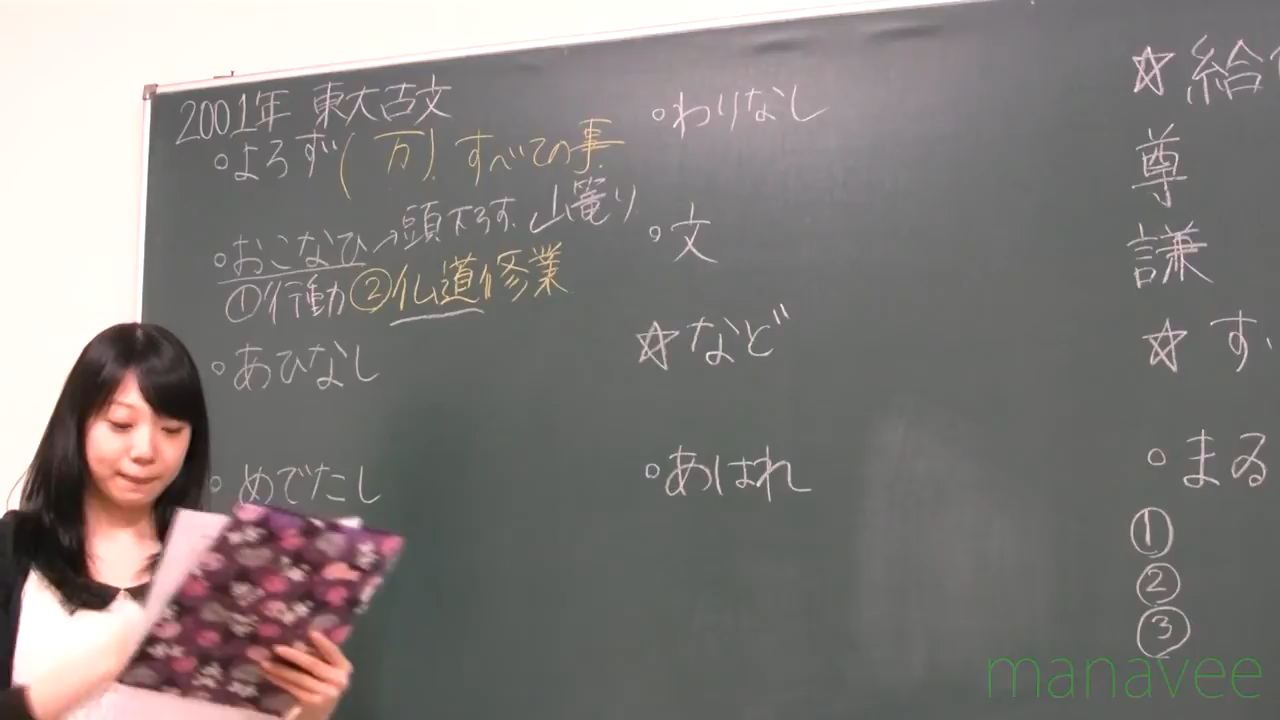 2001年 東大古文
○よろず(万) すべての事
○おこなひ→頭下ろす、山篭り
①行動 ②仏道修業
○あひなし
○めでたし
○わりなし
○文
☆など
○あはれ
☆給
尊
謙
☆す
○まゐ
①
②
③
manavee